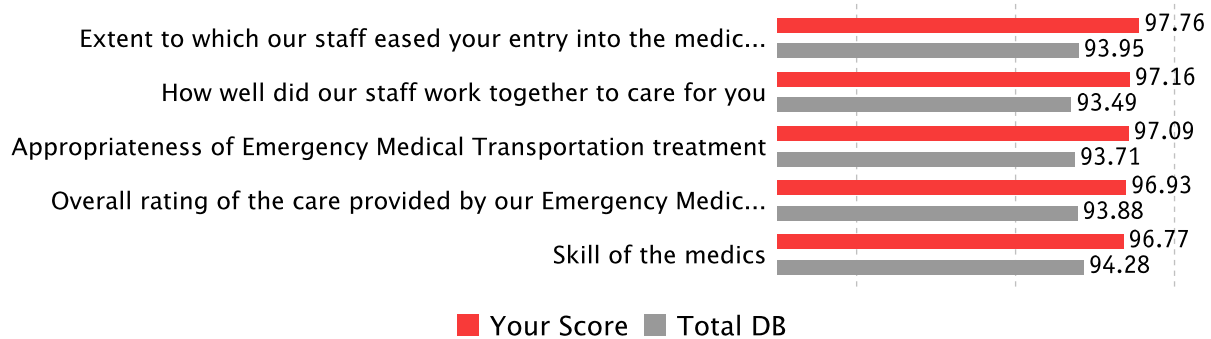 Extent to which our staff eased your entry into the medic...
97.76
93.95
How well did our staff work together to care for you
97.16
93.49
Appropriateness of Emergency Medical Transportation treatment
97.09
93.71
Overall rating of the care provided by our Emergency Medic...
96.93
93.88
Skill of the medics
96.77
94.28
Your Score Total DB